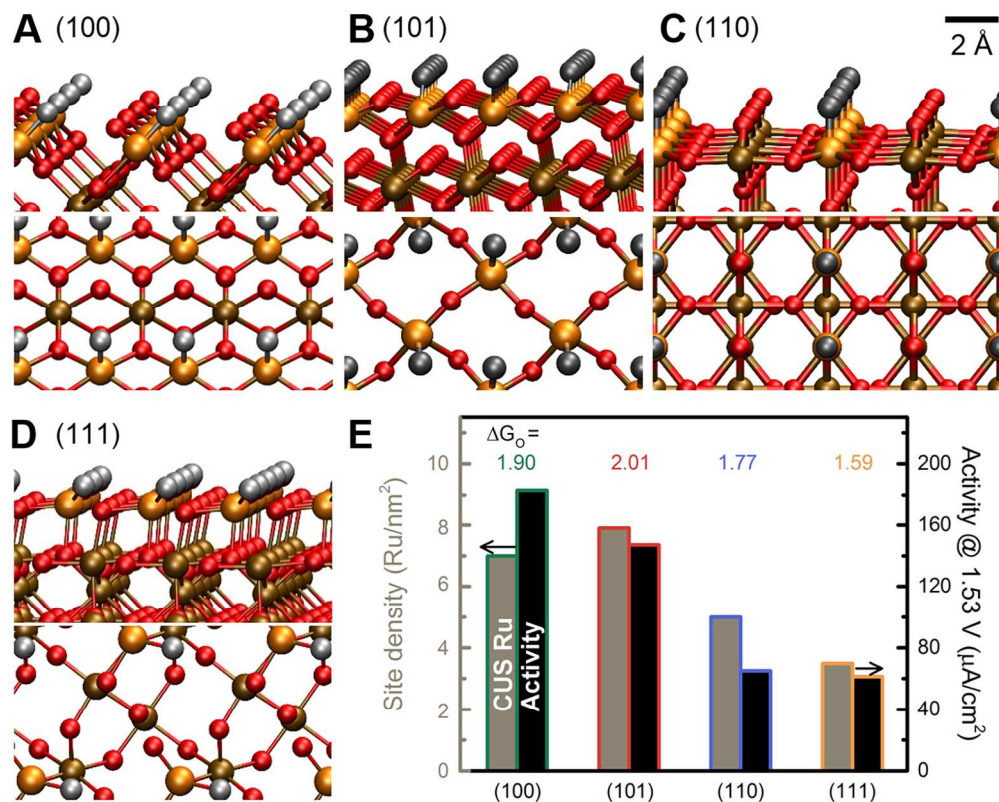 A (100)
B (101)
C (110)
2 Å
D (111)
E
ΔG_O=
1.90 2.01 1.77 1.59
Site density (Ru/nm²)
10
8
6
4
2
0
CUS Ru
Activity
Activity @ 1.53 V (μA/cm²)
200
160
120
80
40
0
(100) (101) (110) (111)